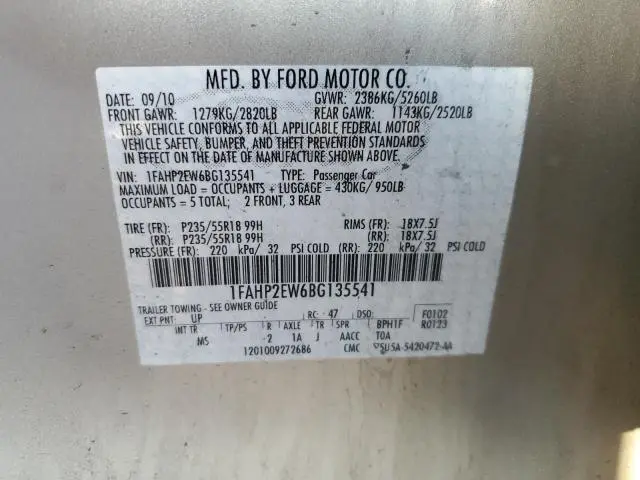 MFD. BY FORD MOTOR CO.
DATE: 09/10 GVWR: 2386KG/5260LB
FRONT GAWR: 1279KG/2820LB REAR GAWR: 1143KG/2520LB
THIS VEHICLE CONFORMS TO ALL APPLICABLE FEDERAL MOTOR
VEHICLE SAFETY, BUMPER, AND THEFT PREVENTION STANDARDS
IN EFFECT ON THE DATE OF MANUFACTURE SHOWN ABOVE.
VIN: 1FAHP2EW6BG135541 TYPE: Passenger Car
MAXIMUM LOAD = OCCUPANTS + LUGGAGE = 430KG/ 950LB
OCCUPANTS = 5 TOTAL; 2 FRONT, 3 REAR
TIRE (FR): P235/55R18 99H RIMS (FR): 18X7.5J
(RR): P235/55R18 99H (RR): 18X7.5J
PRESSURE (FR): 220 kPa/ 32 PSI COLD (RR): 220 kPa/ 32 PSI COLD
1FAHP2EW6BG135541
TRAILER TOWING - SEE OWNER GUIDE
EXT PNT: UP RC: 47 DSO: F0102
INT TR TP/PS R AXLE TR SPR BPH1F R0123
MS 2 1A J AACC TOA
1201009272686 CMC 5U5A-5420472-AA